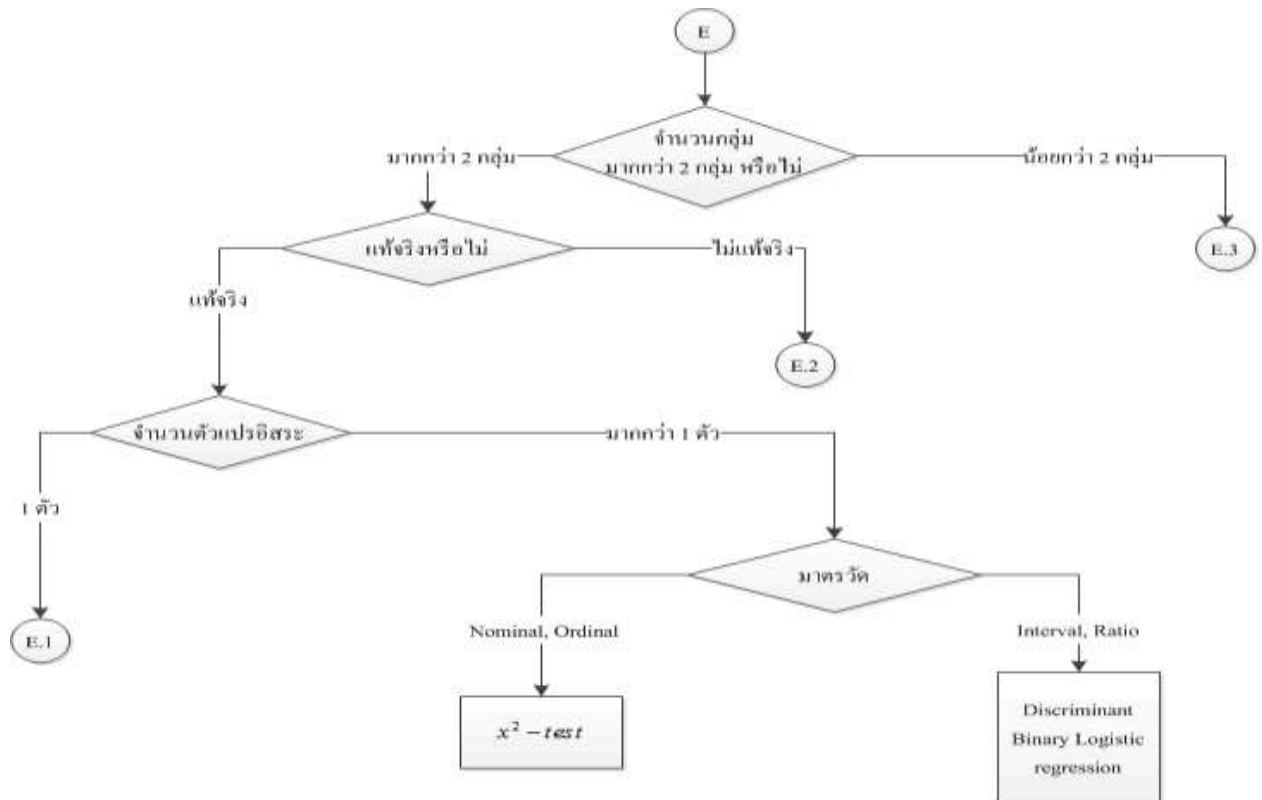 E
จำนวนกลุ่ม
มากกว่า 2 กลุ่ม หรือไม่
มากกว่า 2 กลุ่ม
น้อยกว่า 2 กลุ่ม
แท้จริงหรือไม่
ไม่แท้จริง
E.3
แท้จริง
E.2
จำนวนตัวแปรอิสระ
มากกว่า 1 ตัว
1 ตัว
มาตรวัด
E.1
Nominal, Ordinal
Interval, Ratio
x² – test
Discriminant
Binary Logistic
regression